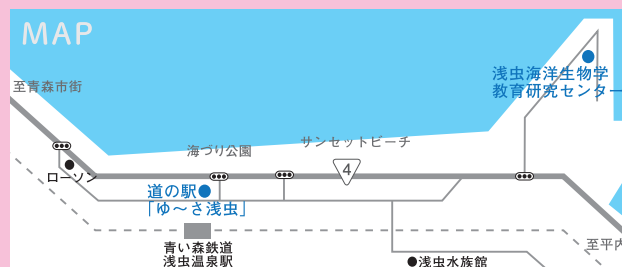 MAP
浅虫海洋生物学
教育研究センター
至青森市街
サンセットビーチ
海づり公園
4
ローソン
道の駅
「ゆ～さ浅虫」
至平内
青い森鉄道
浅虫温泉駅
浅虫水族館